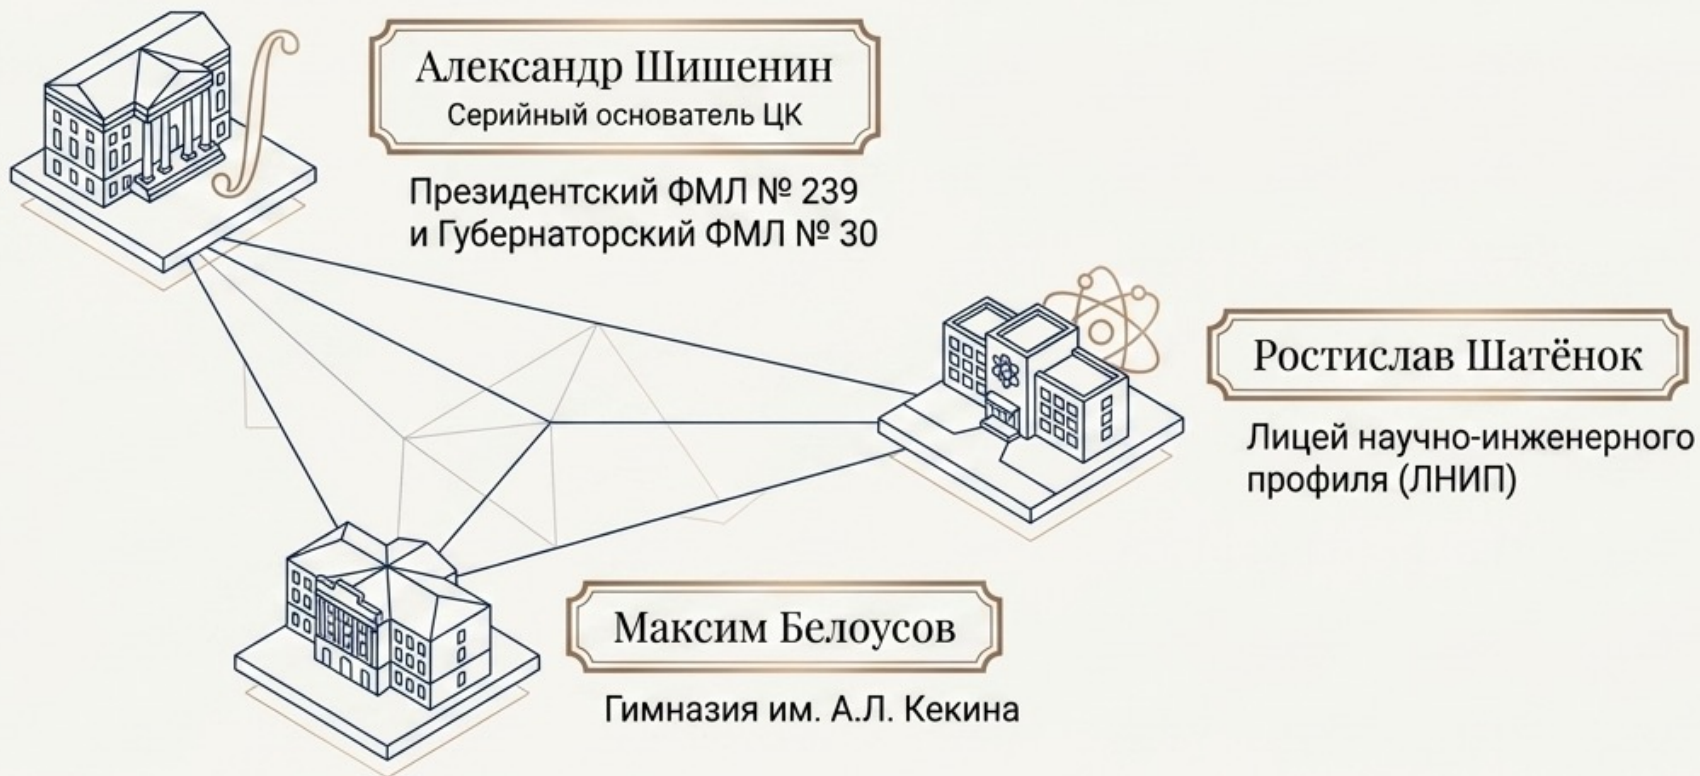 Александр Шишенин
Серийный основатель ЦК
Президентский ФМЛ № 239
и Губернаторский ФМЛ № 30
Ростислав Шатёнок
Лицей научно-инженерного
профиля (ЛНИП)
Максим Белоусов
Гимназия им. А.Л. Кекина